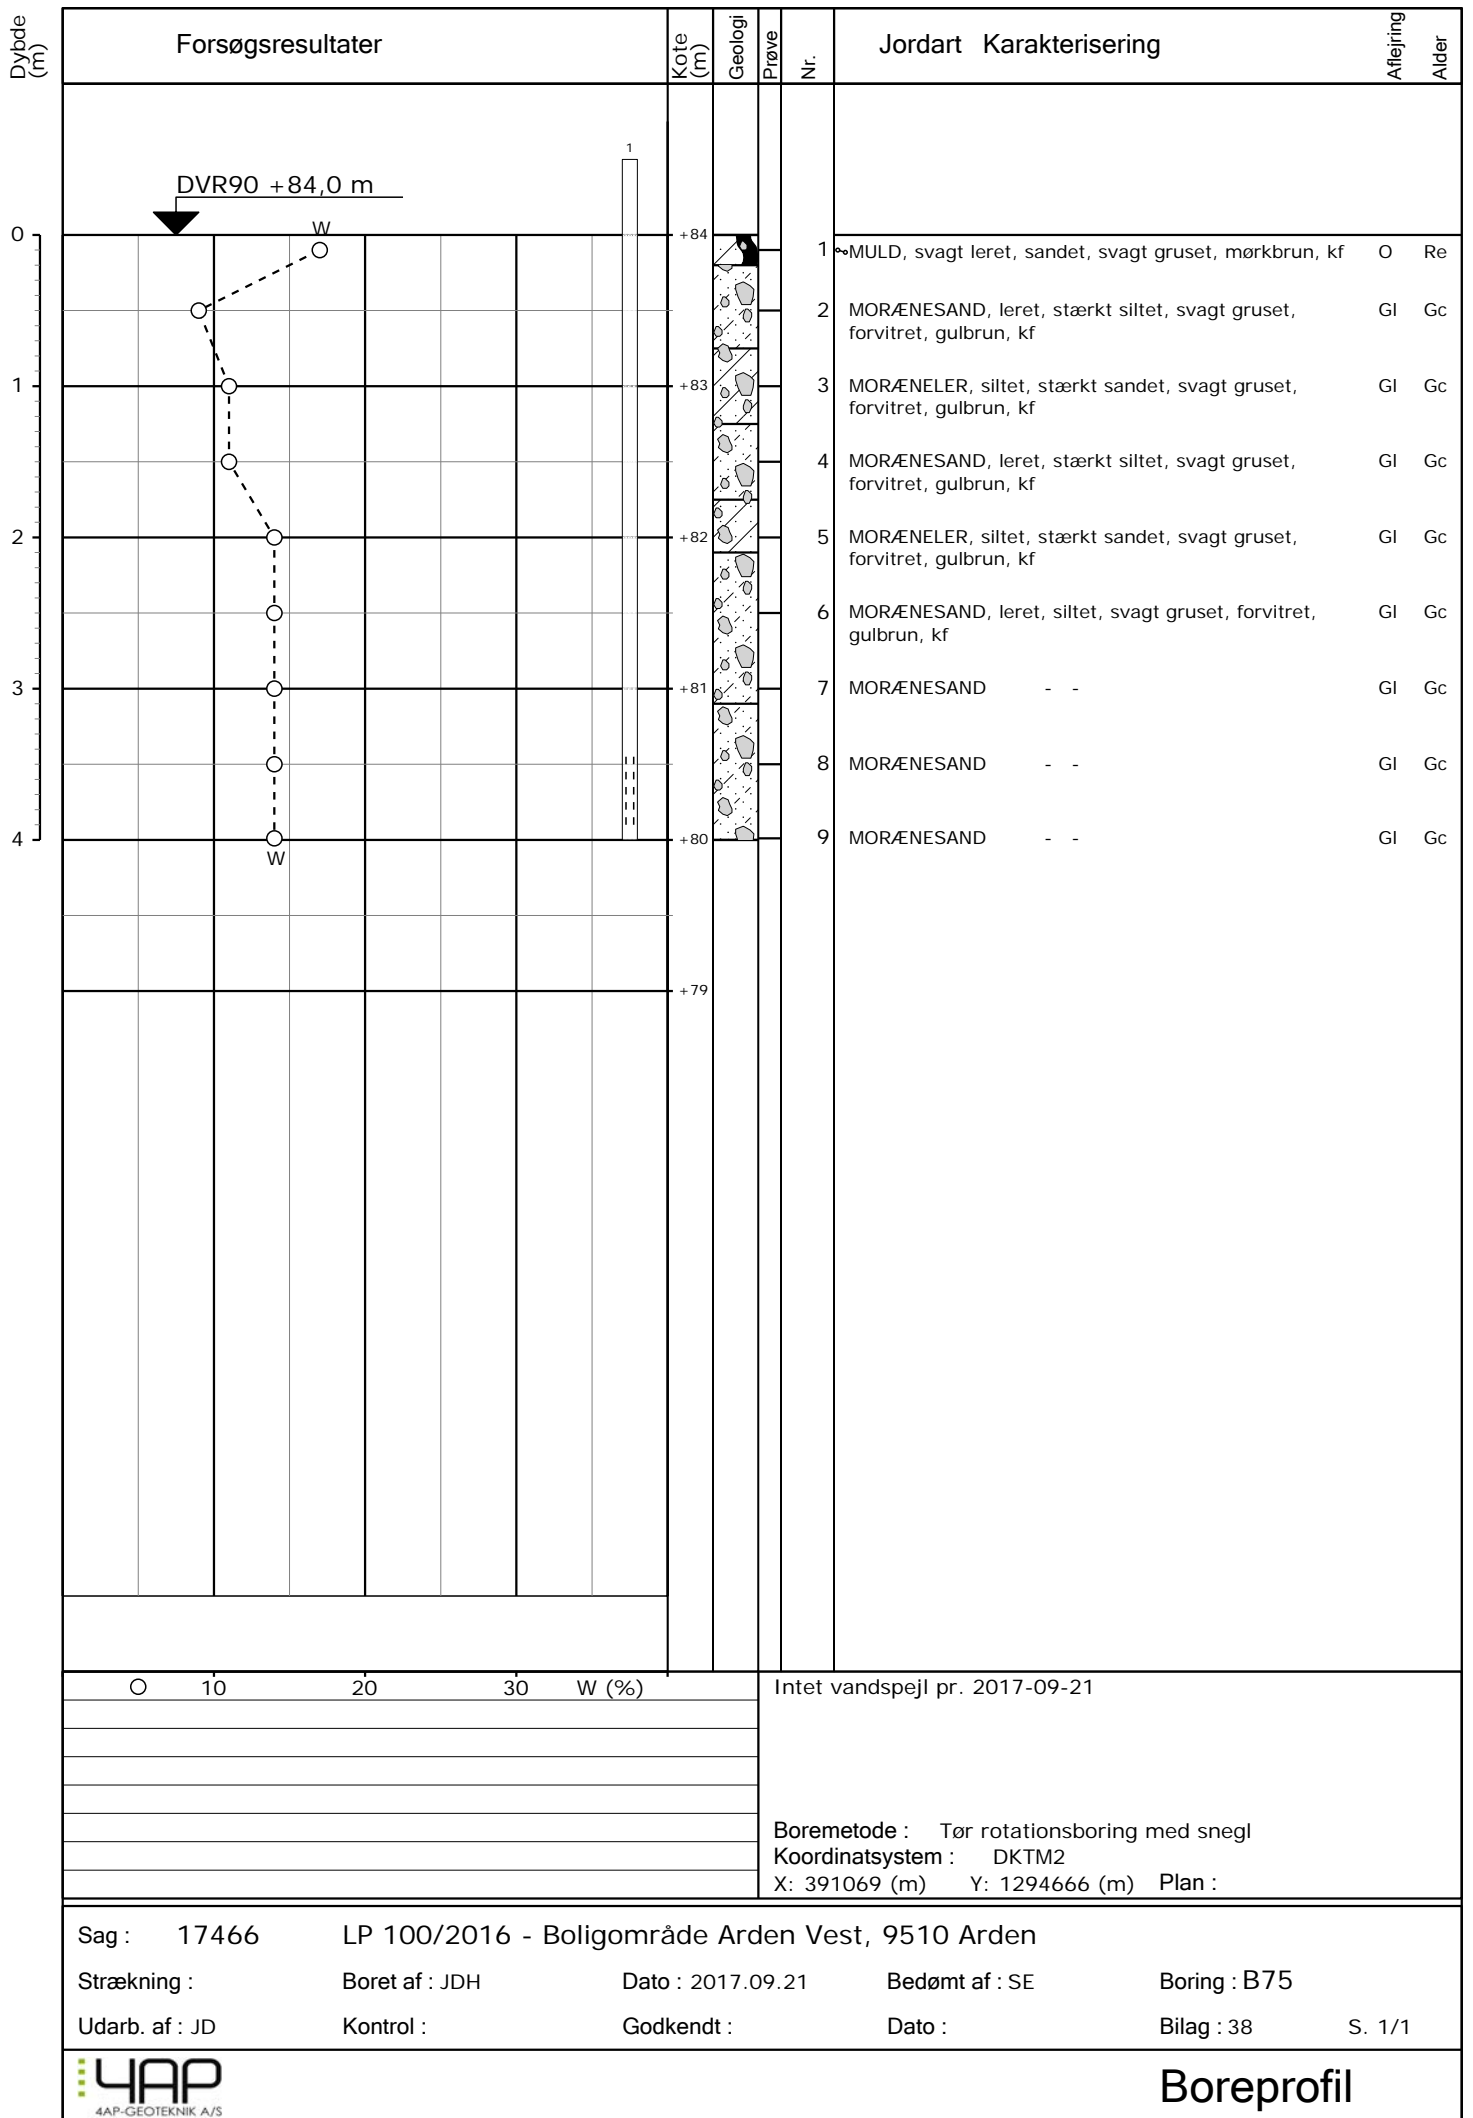 Dybde (m)
Forsøgsresultater
Kote (m)
Geologi
Prøve
Nr.
Jordart Karakterisering
Aflejring
Alder
1
DVR90 +84,0 m
W
0
+84
1 MULD, svagt leret, sandet, svagt gruset, mørkbrun, kf O Re
2 MORÆNESAND, leret, stærkt siltet, svagt gruset, Gl Gc
forvitret, gulbrun, kf
1
+83
3 MORÆNELER, siltet, stærkt sandet, svagt gruset, Gl Gc
forvitret, gulbrun, kf
4 MORÆNESAND, leret, stærkt siltet, svagt gruset, Gl Gc
forvitret, gulbrun, kf
2
+82
5 MORÆNELER, siltet, stærkt sandet, svagt gruset, Gl Gc
forvitret, gulbrun, kf
6 MORÆNESAND, leret, siltet, svagt gruset, forvitret, Gl Gc
gulbrun, kf
3
+81
7 MORÆNESAND - - Gl Gc
8 MORÆNESAND - - Gl Gc
4
+80
9 MORÆNESAND - - Gl Gc
W
+79
10 20 30 W (%)
Intet vandspejl pr. 2017-09-21
Boremetode : Tør rotationsboring med snegl
Koordinatsystem : DKTM2
X: 391069 (m) Y: 1294666 (m) Plan :
Sag : 17466 LP 100/2016 - Boligområde Arden Vest, 9510 Arden
Strækning : Boret af : JDH Dato : 2017.09.21 Bedømt af : SE Boring : B75
Udarb. af : JD Kontrol : Godkendt : Dato : Bilag : 38 S. 1/1
4AP
4AP-GEOTEKNIK A/S
Boreprofil